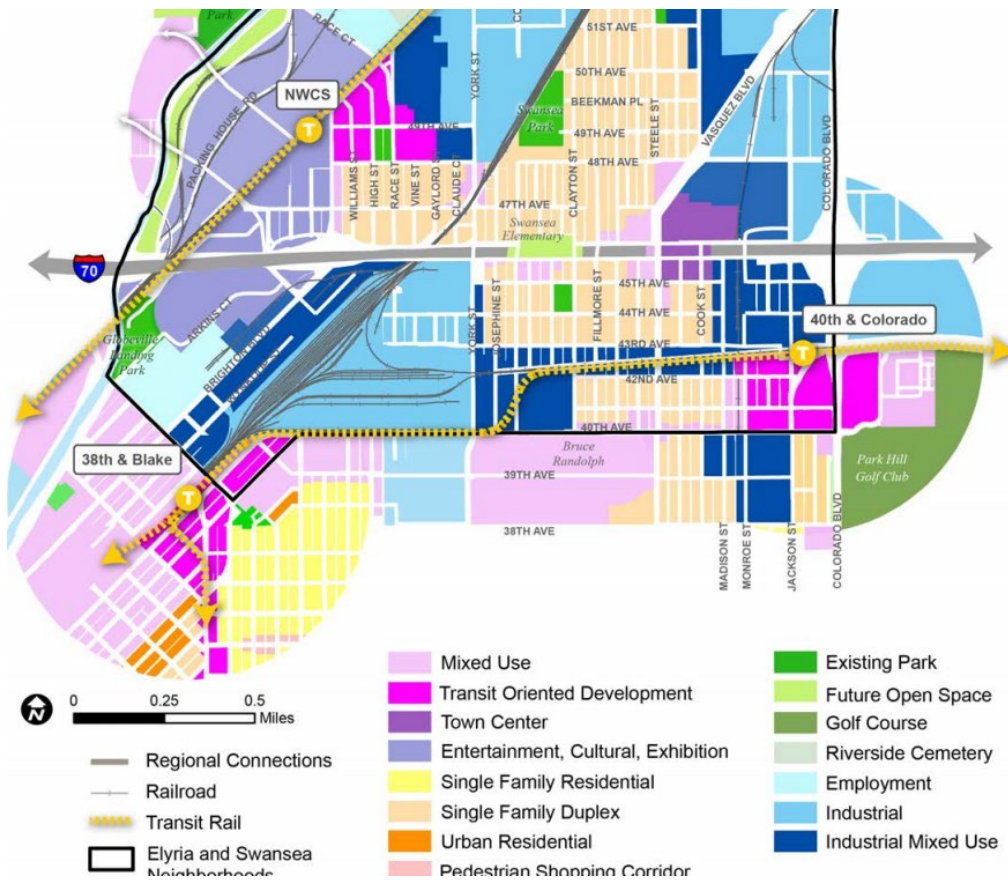 51ST AVE
RACE CT
Park
YORK ST
50TH AVE
BEEKMAN PL
NWCS
Swansea
Park
STEELE ST
VASQUEZ BLVD
COLORADO BLVD
PACKING HOUSE RD
49TH AVE
49TH AVE
48TH AVE
WILLIAMS ST
HIGH ST
RACE ST
VINE ST
GAYLORD ST
CLAUDE CT
CLAYTON ST
47TH AVE
Swansea
Elementary
70
45TH AVE
ARKINS CT
44TH AVE
FILLMORE ST
COOK ST
40th & Colorado
Globeville
Landing
Park
BRIGHTON BLVD
YORK ST
JOSEPHINE ST
43RD AVE
T
42ND AVE
40TH AVE
38th & Blake
Bruce
Randolph
Park Hill
Golf Club
39TH AVE
T
38TH AVE
MADISON ST
MONROE ST
JACKSON ST
COLORADO BLVD
T
N
0 0.5
Miles
Regional Connections
Railroad
Transit Rail
Elyria and Swansea
Neighborhoods
Mixed Use
Transit Oriented Development
Town Center
Entertainment, Cultural, Exhibition
Single Family Residential
Single Family Duplex
Urban Residential
Pedestrian Shopping Corridor
Existing Park
Future Open Space
Golf Course
Riverside Cemetery
Employment
Industrial
Industrial Mixed Use